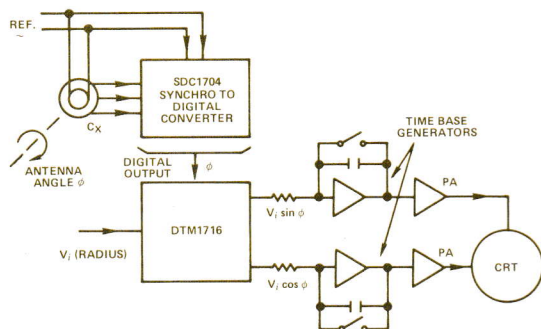 REF.
~
SDC1704
SYNCHRO TO
DIGITAL
CONVERTER
CX
TIME BASE
GENERATORS
ANTENNA
ANGLE ϕ
DIGITAL
OUTPUT
ϕ
PA
Vi sin ϕ
DTM1716
Vi (RADIUS)
PA
CRT
Vi cos ϕ